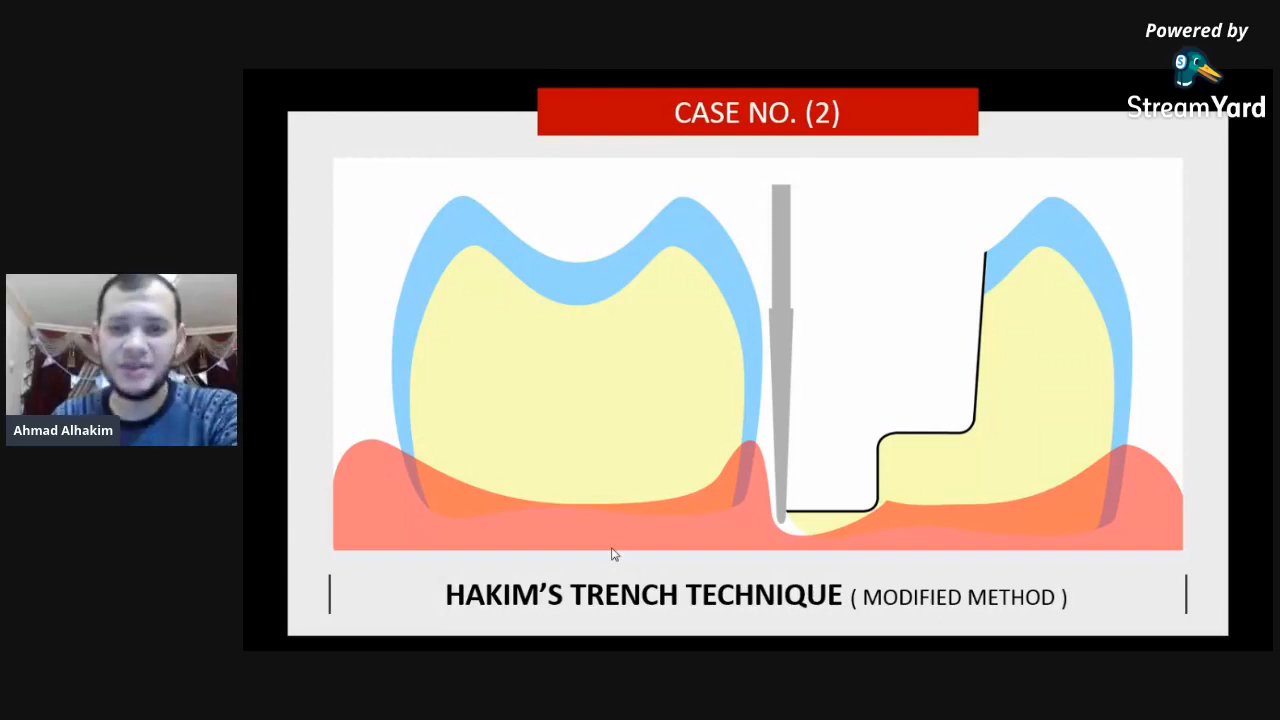 Powered by
StreamYard
CASE NO. (2)
Ahmad Alhakim
HAKIM’S TRENCH TECHNIQUE ( MODIFIED METHOD )